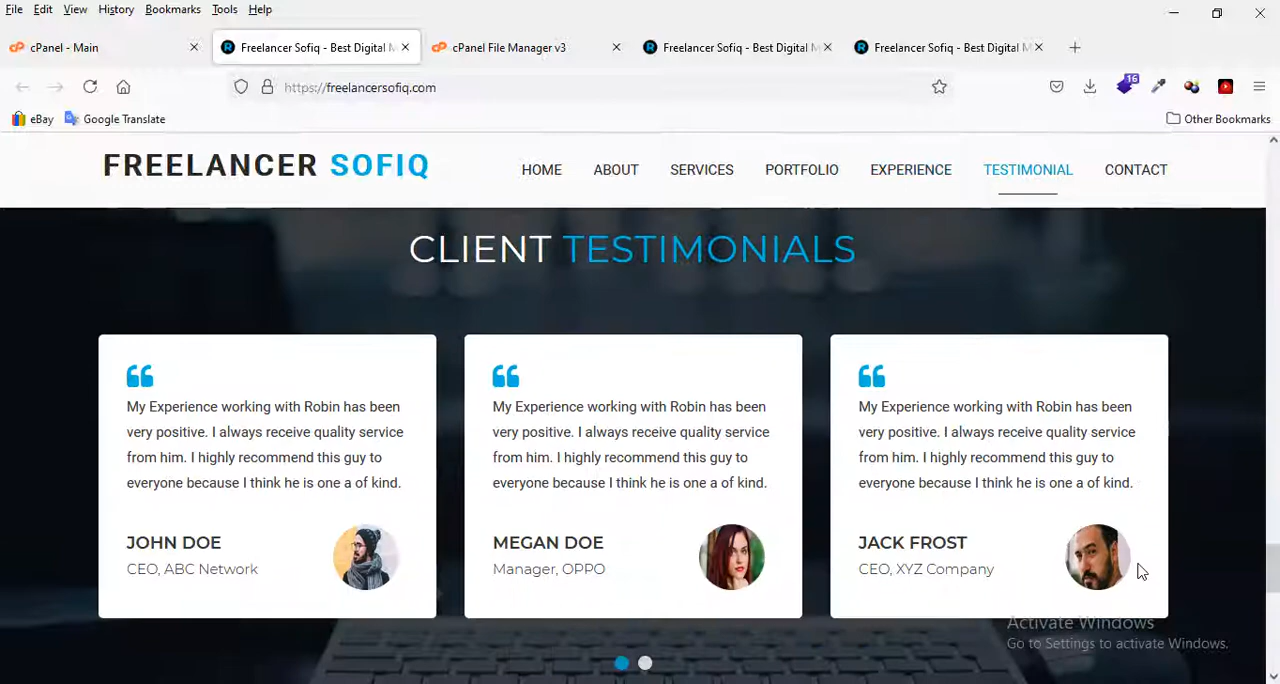 File Edit View History Bookmarks Tools Help
cPanel - Main
Freelancer Sofiq - Best Digital M
cPanel File Manager v3
Freelancer Sofiq - Best Digital M
Freelancer Sofiq - Best Digital M
https://freelancersofiq.com
16
eBay Google Translate Other Bookmarks
FREELANCER SOFIQ
HOME ABOUT SERVICES PORTFOLIO EXPERIENCE TESTIMONIAL CONTACT
CLIENT TESTIMONIALS
My Experience working with Robin has been
very positive. I always receive quality service
from him. I highly recommend this guy to
everyone because I think he is one a of kind.
JOHN DOE
CEO, ABC Network
My Experience working with Robin has been
very positive. I always receive quality service
from him. I highly recommend this guy to
everyone because I think he is one a of kind.
MEGAN DOE
Manager, OPPO
My Experience working with Robin has been
very positive. I always receive quality service
from him. I highly recommend this guy to
everyone because I think he is one a of kind.
JACK FROST
CEO, XYZ Company
Activate Windows
Go to Settings to activate Windows.